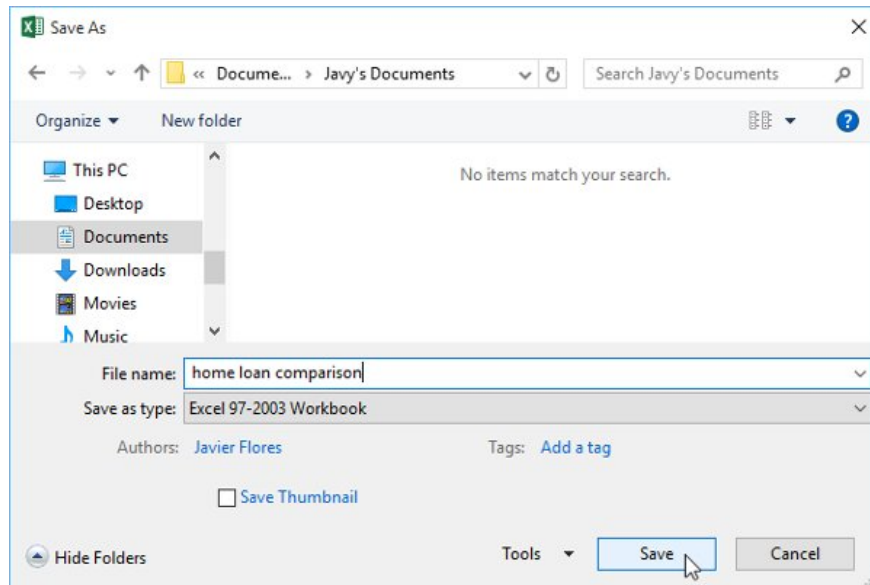 Save As
« Docume... › Javy's Documents
Search Javy's Documents
Organize
New folder
This PC
Desktop
Documents
Downloads
Movies
Music
No items match your search.
File name: home loan comparison
Save as type: Excel 97-2003 Workbook
Authors: Javier Flores
Tags: Add a tag
Save Thumbnail
Hide Folders
Tools
Save
Cancel